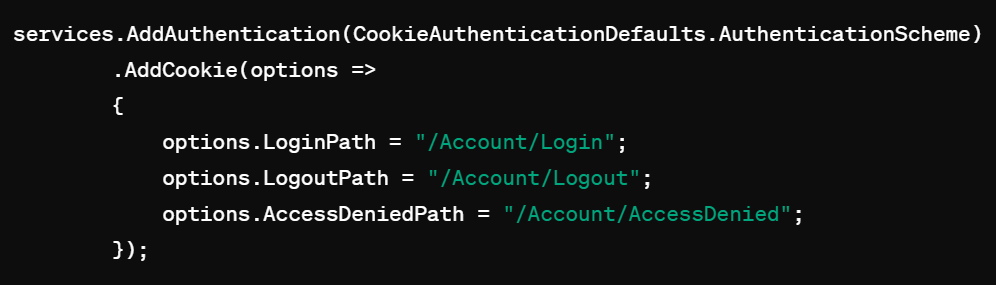 services.AddAuthentication(CookieAuthenticationDefaults.AuthenticationScheme)
        .AddCookie(options =>
        {
            options.LoginPath = "/Account/Login";
            options.LogoutPath = "/Account/Logout";
            options.AccessDeniedPath = "/Account/AccessDenied";
        });